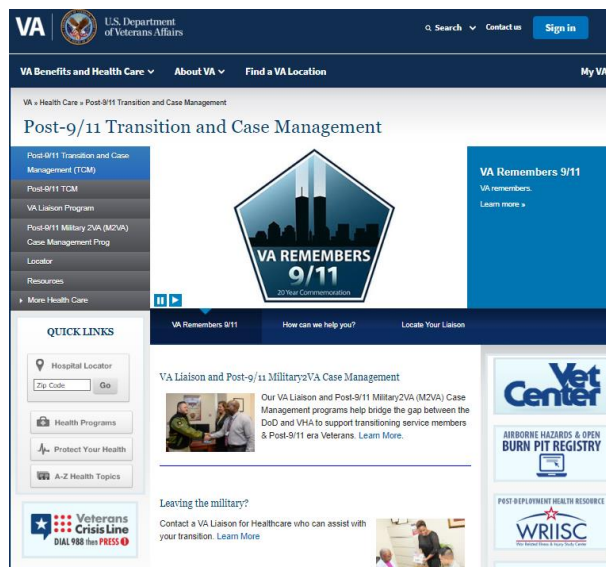 VA
U.S. Department
of Veterans Affairs
Search
Contact us
Sign in
VA Benefits and Health Care
About VA
Find a VA Location
My VA
VA » Health Care » Post-9/11 Transition and Case Management
Post-9/11 Transition and Case Management
Post-9/11 Transition and Case
Management (TCM)
Post-9/11 TCM
VA Liaison Program
Post-9/11 Military 2VA (M2VA)
Case Management Prog
Locator
Resources
More Health Care
VA REMEMBERS
9/11
20 Year Commemoration
VA Remembers 9/11
VA remembers.
Learn more »
VA Remembers 9/11
How can we help you?
Locate Your Liaison
QUICK LINKS
Hospital Locator
Zip Code
Go
Health Programs
Protect Your Health
A-Z Health Topics
Veterans
Crisis Line
DIAL 988 then PRESS 1
VA Liaison and Post-9/11 Military2VA Case Management
Our VA Liaison and Post-9/11 Military2VA (M2VA) Case
Management programs help bridge the gap between the
DoD and VHA to support transitioning service members
& Post-9/11 era Veterans. Learn More.
Leaving the military?
Contact a VA Liaison for Healthcare who can assist with
your transition. Learn More
Vet
Center
AIRBORNE HAZARDS & OPEN
BURN PIT REGISTRY
POST-DEPLOYMENT HEALTH RESOURCE
WRIISC
War Related Illness & Injury Study Center